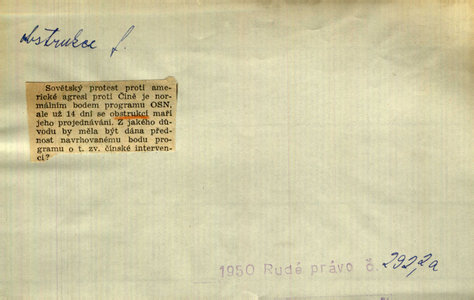 obstrukce f.
Sovětský protest proti ame-
rické agresi proti Číně je nor-
málním bodem programu OSN,
ale už 14 dní se obstrukcí maří
jeho projednávání. Z jakého dů-
vodu by měla být dána před-
nost navrhovanému bodu pro-
gramu o t. zv. čínské interven-
ci?
1950 Rudé právo č. 292,2a